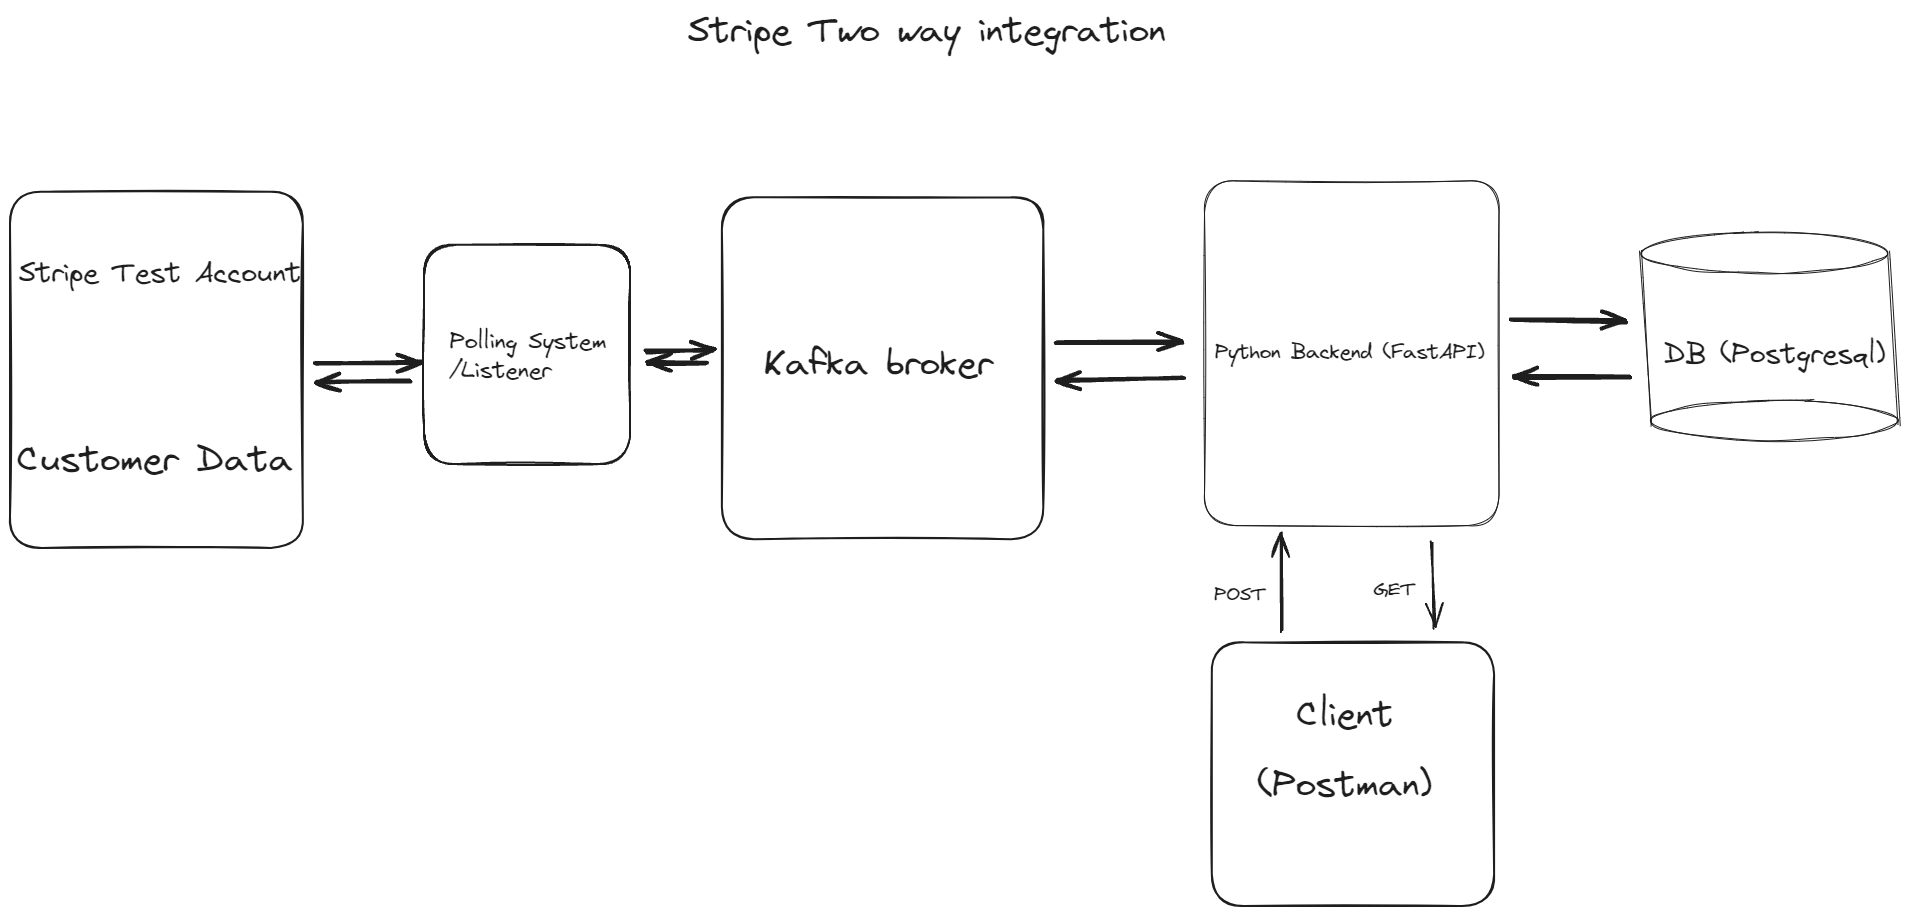 Stripe Two way integration
Stripe Test Account
Customer Data
Polling System
/Listener
Kafka broker
Python Backend (FastAPI)
DB (Postgresql)
POST
GET
Client
(Postman)